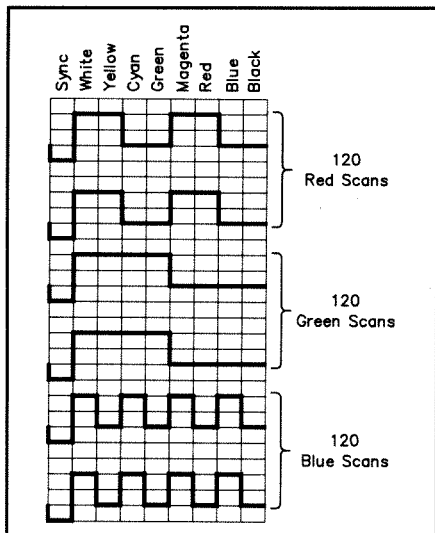 Sync
White
Yellow
Cyan
Green
Magenta
Red
Blue
Black
120
Red Scans
120
Green Scans
120
Blue Scans